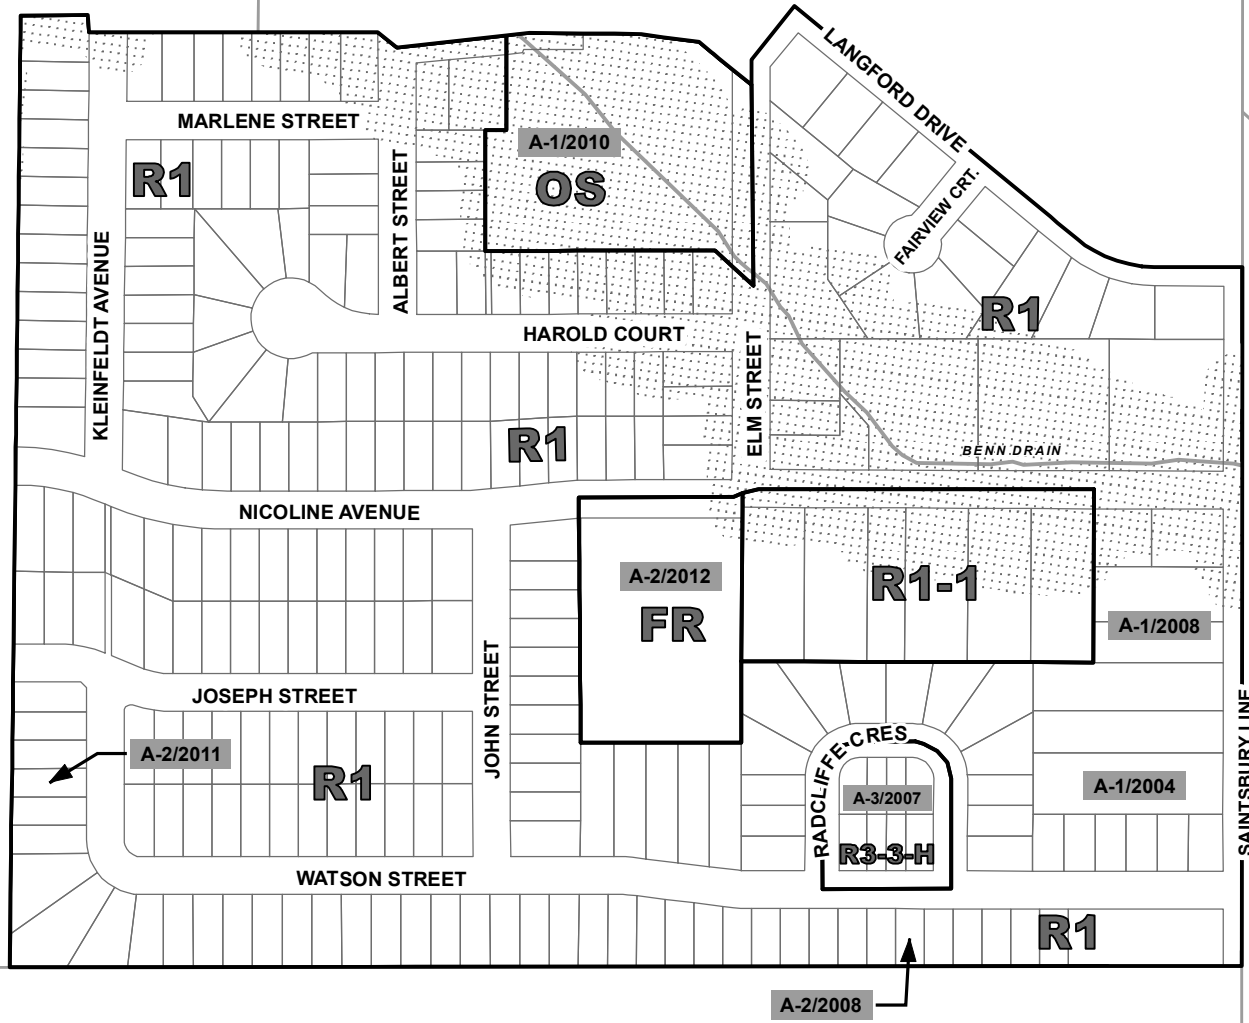 LANGFORD DRIVE
MARLENE STREET
A-1/2010
R1
OS
ALBERT STREET
FAIRVIEW CRT.
KLEINFELDT AVENUE
R1
HAROLD COURT
ELM STREET
R1
BENN DRAIN
NICOLINE AVENUE
A-2/2012
R1-1
FR
A-1/2008
JOHN STREET
JOSEPH STREET
SAINTSBURY LINE
RADCLIFFE CRES
A-2/2011
R1
A-3/2007
A-1/2004
R3-3-H
WATSON STREET
R1
A-2/2008